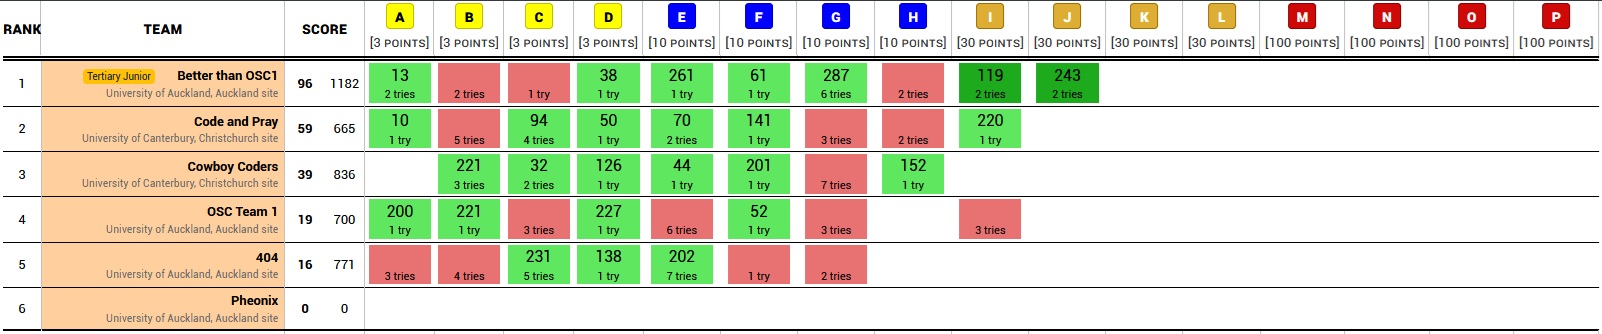 RANK TEAM SCORE A B C D E F G H I J K L M N O P
[3 POINTS] [3 POINTS] [3 POINTS] [3 POINTS] [10 POINTS] [10 POINTS] [10 POINTS] [10 POINTS] [30 POINTS] [30 POINTS] [30 POINTS] [30 POINTS] [100 POINTS] [100 POINTS] [100 POINTS] [100 POINTS]
1 Tertiary Junior Better than OSC1 96 1182 13 38 261 61 287 119 243
University of Auckland, Auckland site 2 tries 2 tries 1 try 1 try 1 try 1 try 6 tries 2 tries 2 tries 2 tries
2 Code and Pray 59 665 10 94 50 70 141 220
University of Canterbury, Christchurch site 1 try 5 tries 4 tries 1 try 2 tries 1 try 3 tries 2 tries 1 try
3 Cowboy Coders 39 836 221 32 126 44 201 152
University of Canterbury, Christchurch site 3 tries 2 tries 1 try 1 try 1 try 7 tries 1 try
4 OSC Team 1 19 700 200 221 227 52
University of Auckland, Auckland site 1 try 1 try 3 tries 1 try 6 tries 1 try 3 tries 3 tries
5 404 16 771 231 138 202
University of Auckland, Auckland site 3 tries 4 tries 5 tries 1 try 7 tries 1 try 2 tries
6 Pheonix 0 0
University of Auckland, Auckland site